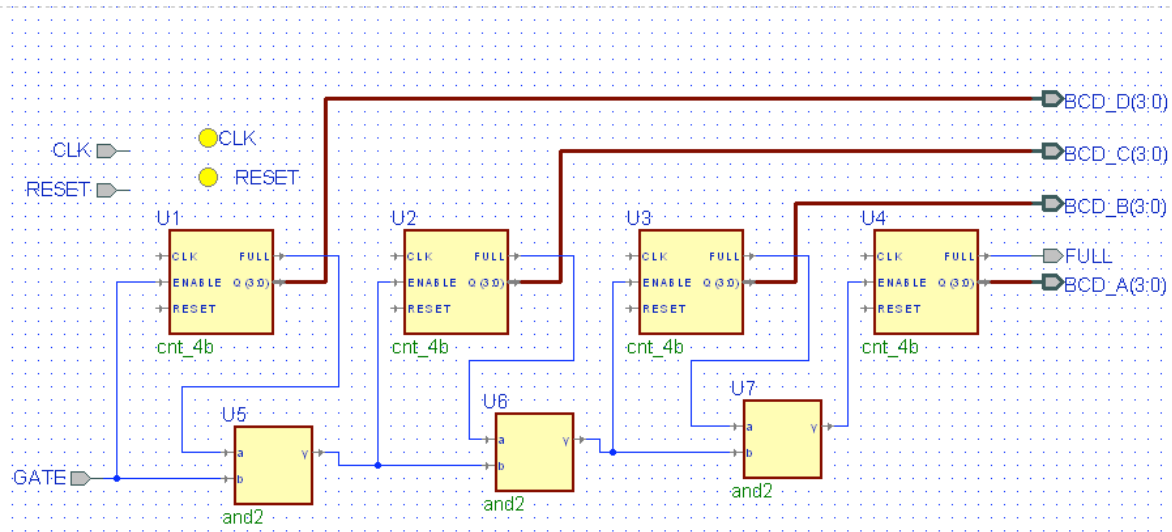 BCD_D(3:0)
CLK
CLK
BCD_C(3:0)
RESET
RESET
BCD_B(3:0)
U1
CLK FULL
ENABLE Q(3:0)
RESET
cnt_4b
U2
CLK FULL
ENABLE Q(3:0)
RESET
cnt_4b
U3
CLK FULL
ENABLE Q(3:0)
RESET
cnt_4b
U4
CLK FULL
ENABLE Q(3:0)
RESET
cnt_4b
FULL
BCD_A(3:0)
GATE
U5
a y
b
and2
U6
a y
b
and2
U7
a y
b
and2